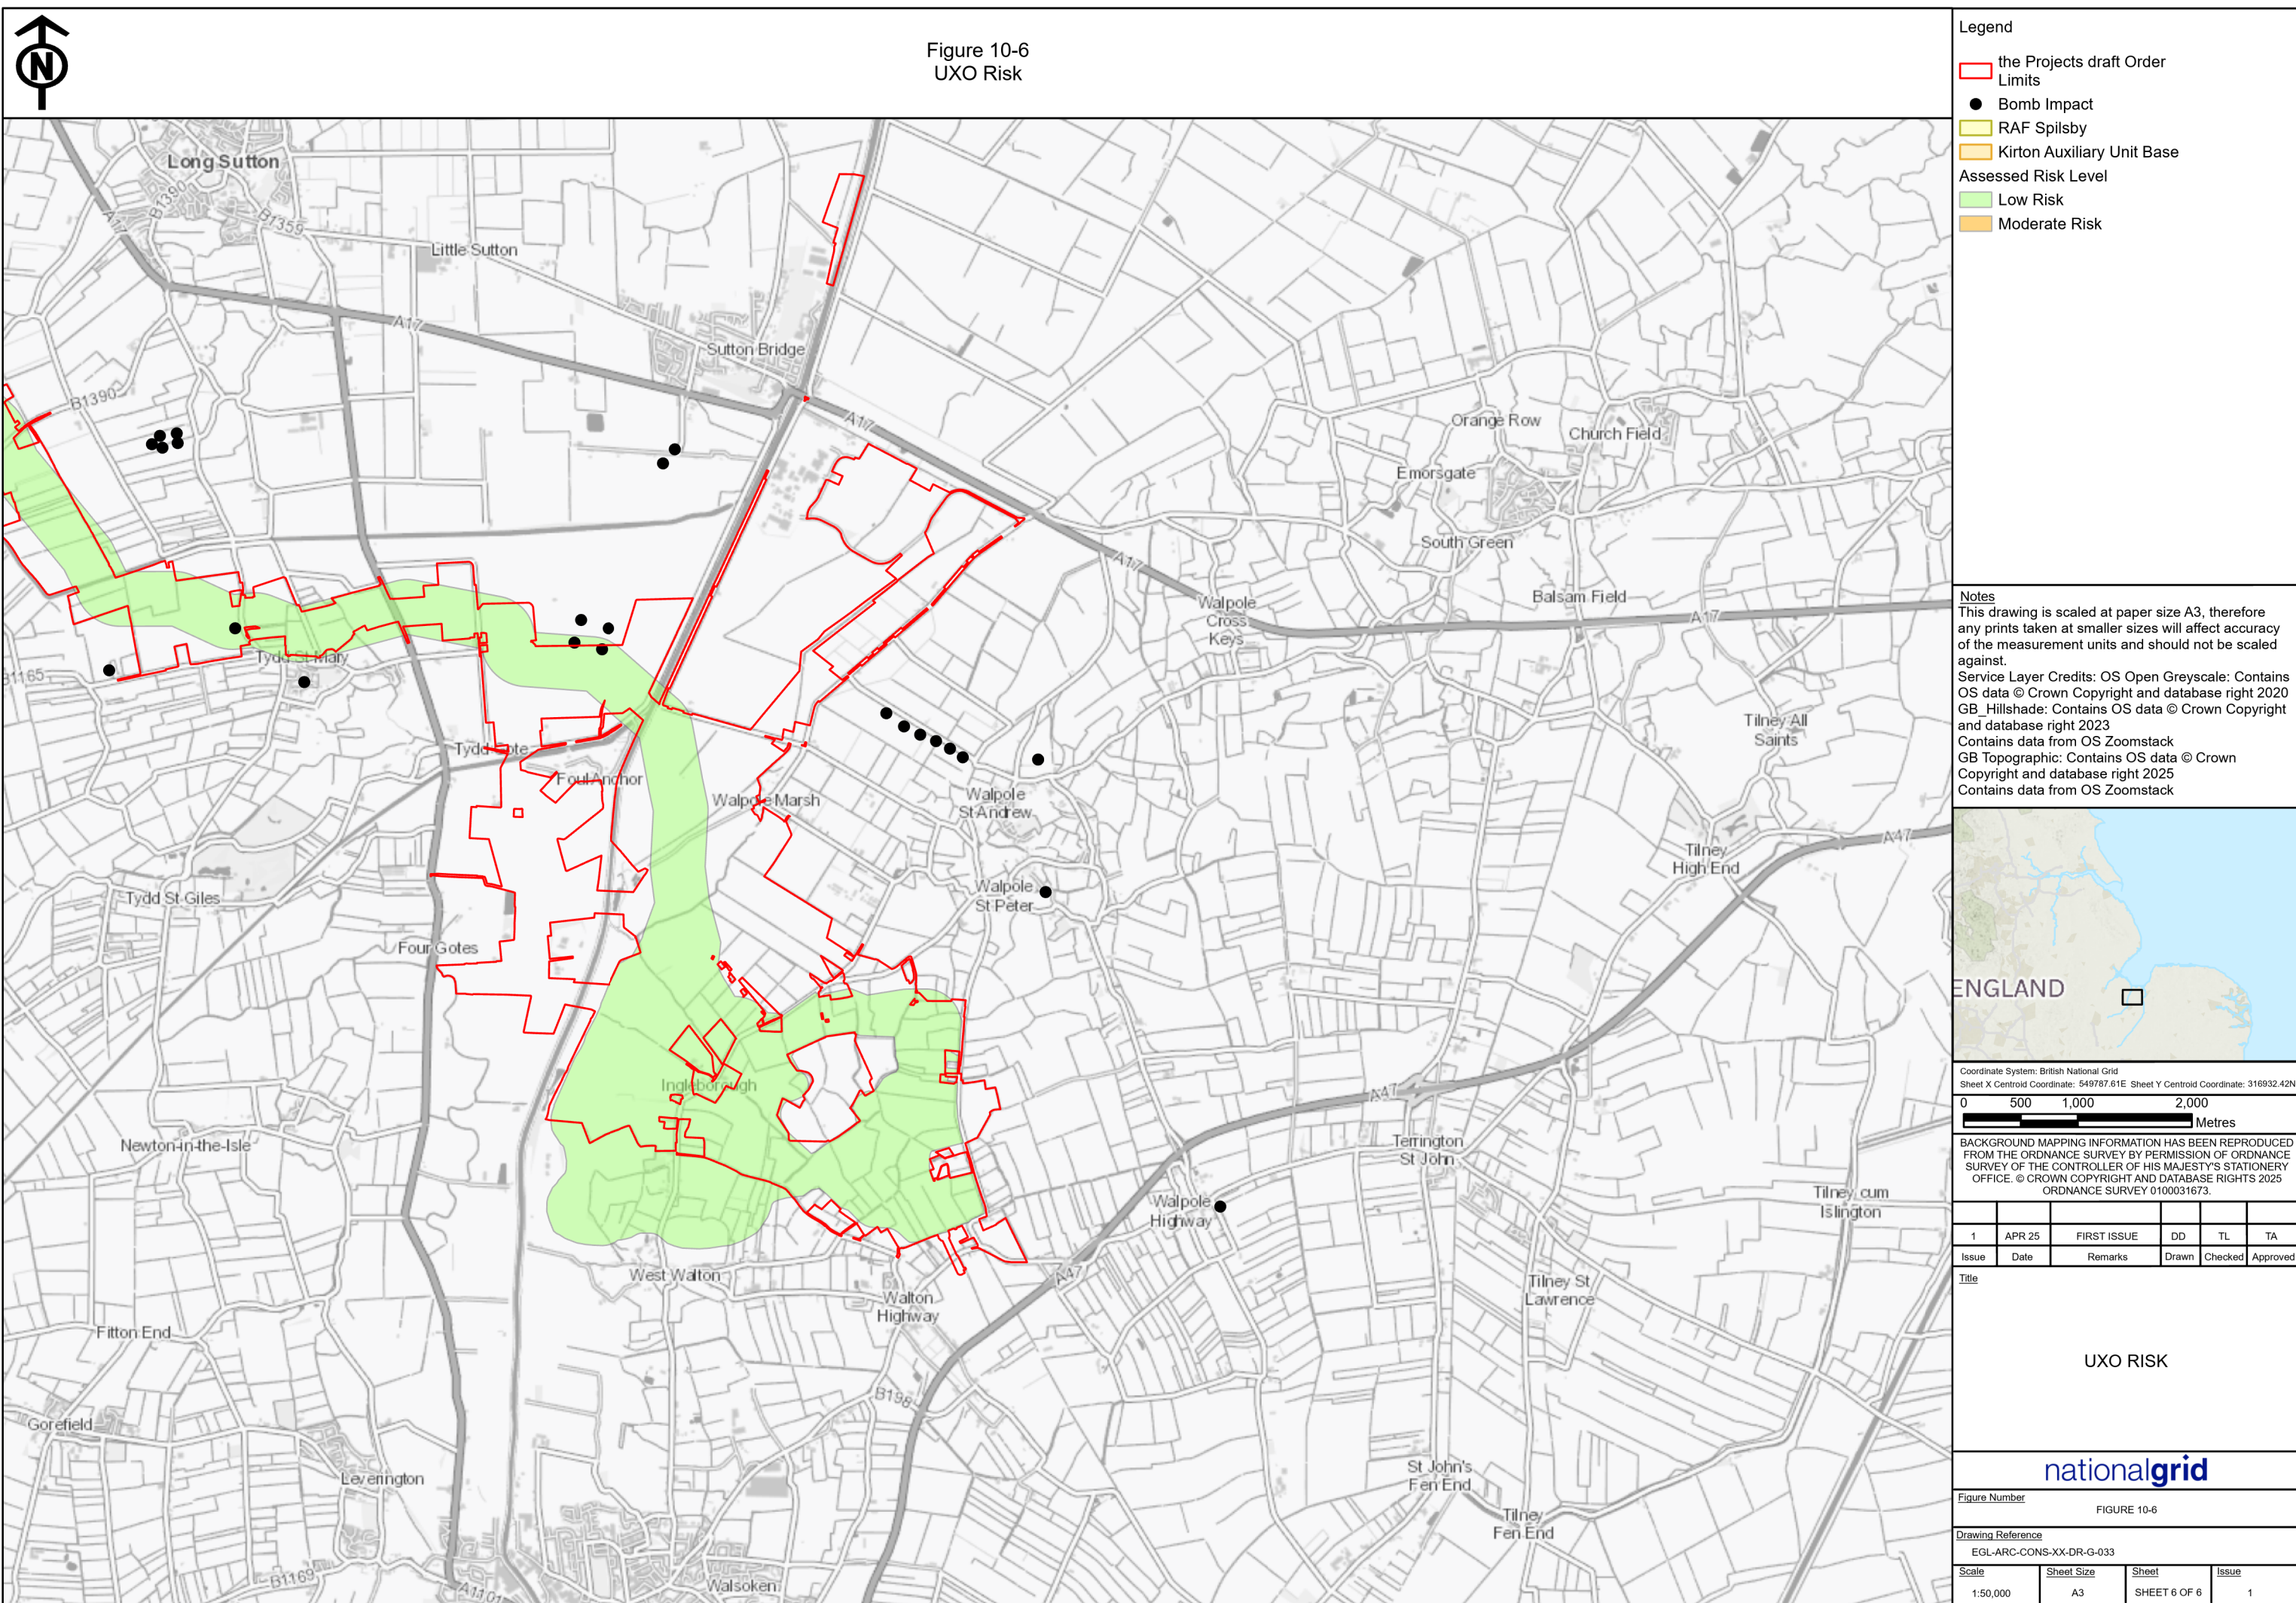 N
Figure 10-6
UXO Risk
Long Sutton
A17
B1390
B1359
Little Sutton
A17
Sutton Bridge
B1390
A17
Orange Row
Church Field
Emorsgate
South Green
A17
Walpole
Cross
Keys
Balsam Field
A17
Tydd St Mary
B1165
Tydd Gote
Foul Anchor
Walpole Marsh
Walpole
St Andrew
Tilney All
Saints
A47
Tilney
High End
Tydd St Giles
Walpole
St Peter
Four Gotes
Ingleborough
A47
Newton-in-the-Isle
Terrington
St John
Walpole
Highway
Tilney cum
Islington
West Walton
A47
Walton
Highway
Tilney St
Lawrence
Fitton End
B198
Gorefield
Leverington
St John's
Fen End
Tilney
Fen End
B1169
A1101
Walsoken
Legend
the Projects draft Order
Limits
Bomb Impact
RAF Spilsby
Kirton Auxiliary Unit Base
Assessed Risk Level
Low Risk
Moderate Risk
Notes
This drawing is scaled at paper size A3, therefore
any prints taken at smaller sizes will affect accuracy
of the measurement units and should not be scaled
against.
Service Layer Credits: OS Open Greyscale: Contains
OS data © Crown Copyright and database right 2020
GB_Hillshade: Contains OS data © Crown Copyright
and database right 2023
Contains data from OS Zoomstack
GB Topographic: Contains OS data © Crown
Copyright and database right 2025
Contains data from OS Zoomstack
ENGLAND
Coordinate System: British National Grid
Sheet X Centroid Coordinate: 549787.61E Sheet Y Centroid Coordinate: 316932.42N
0 500 1,000 2,000
Metres
BACKGROUND MAPPING INFORMATION HAS BEEN REPRODUCED
FROM THE ORDNANCE SURVEY BY PERMISSION OF ORDNANCE
SURVEY OF THE CONTROLLER OF HIS MAJESTY'S STATIONERY
OFFICE. © CROWN COPYRIGHT AND DATABASE RIGHTS 2025
ORDNANCE SURVEY 0100031673.
1 APR 25 FIRST ISSUE DD TL TA
Issue Date Remarks Drawn Checked Approved
Title
UXO RISK
nationalgrid
Figure Number
FIGURE 10-6
Drawing Reference
EGL-ARC-CONS-XX-DR-G-033
Scale Sheet Size Sheet Issue
1:50,000 A3 SHEET 6 OF 6 1